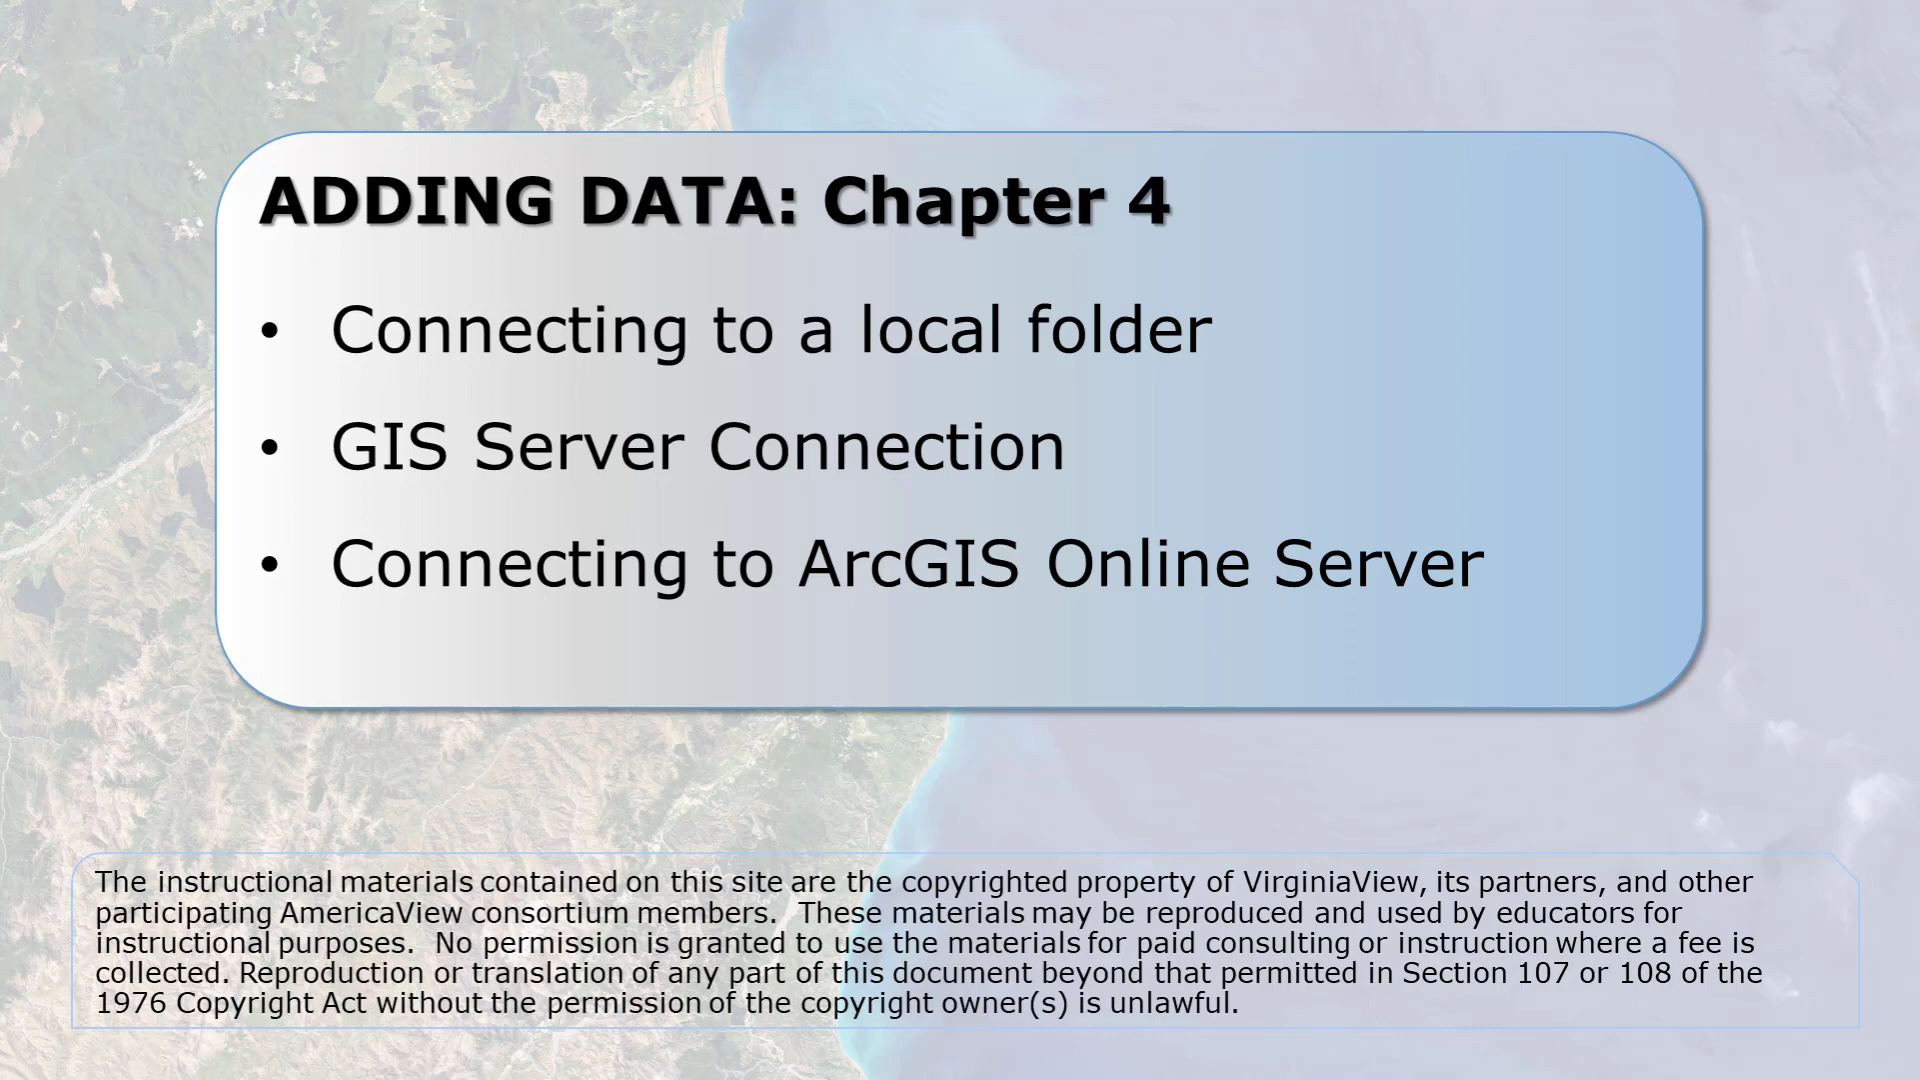 ADDING DATA: Chapter 4
• Connecting to a local folder
• GIS Server Connection
• Connecting to ArcGIS Online Server
The instructional materials contained on this site are the copyrighted property of VirginiaView, its partners, and other
participating AmericaView consortium members.  These materials may be reproduced and used by educators for
instructional purposes.  No permission is granted to use the materials for paid consulting or instruction where a fee is
collected. Reproduction or translation of any part of this document beyond that permitted in Section 107 or 108 of the
1976 Copyright Act without the permission of the copyright owner(s) is unlawful.